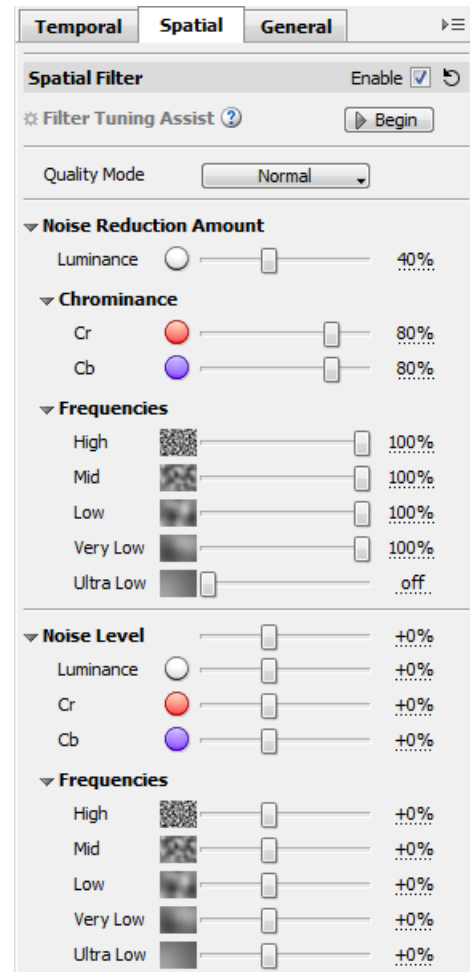 Temporal Spatial General
Spatial Filter Enable
Filter Tuning Assist ? Begin
Quality Mode Normal
Noise Reduction Amount
Luminance 40%
Chrominance
Cr 80%
Cb 80%
Frequencies
High 100%
Mid 100%
Low 100%
Very Low 100%
Ultra Low off
Noise Level +0%
Luminance +0%
Cr +0%
Cb +0%
Frequencies
High +0%
Mid +0%
Low +0%
Very Low +0%
Ultra Low +0%